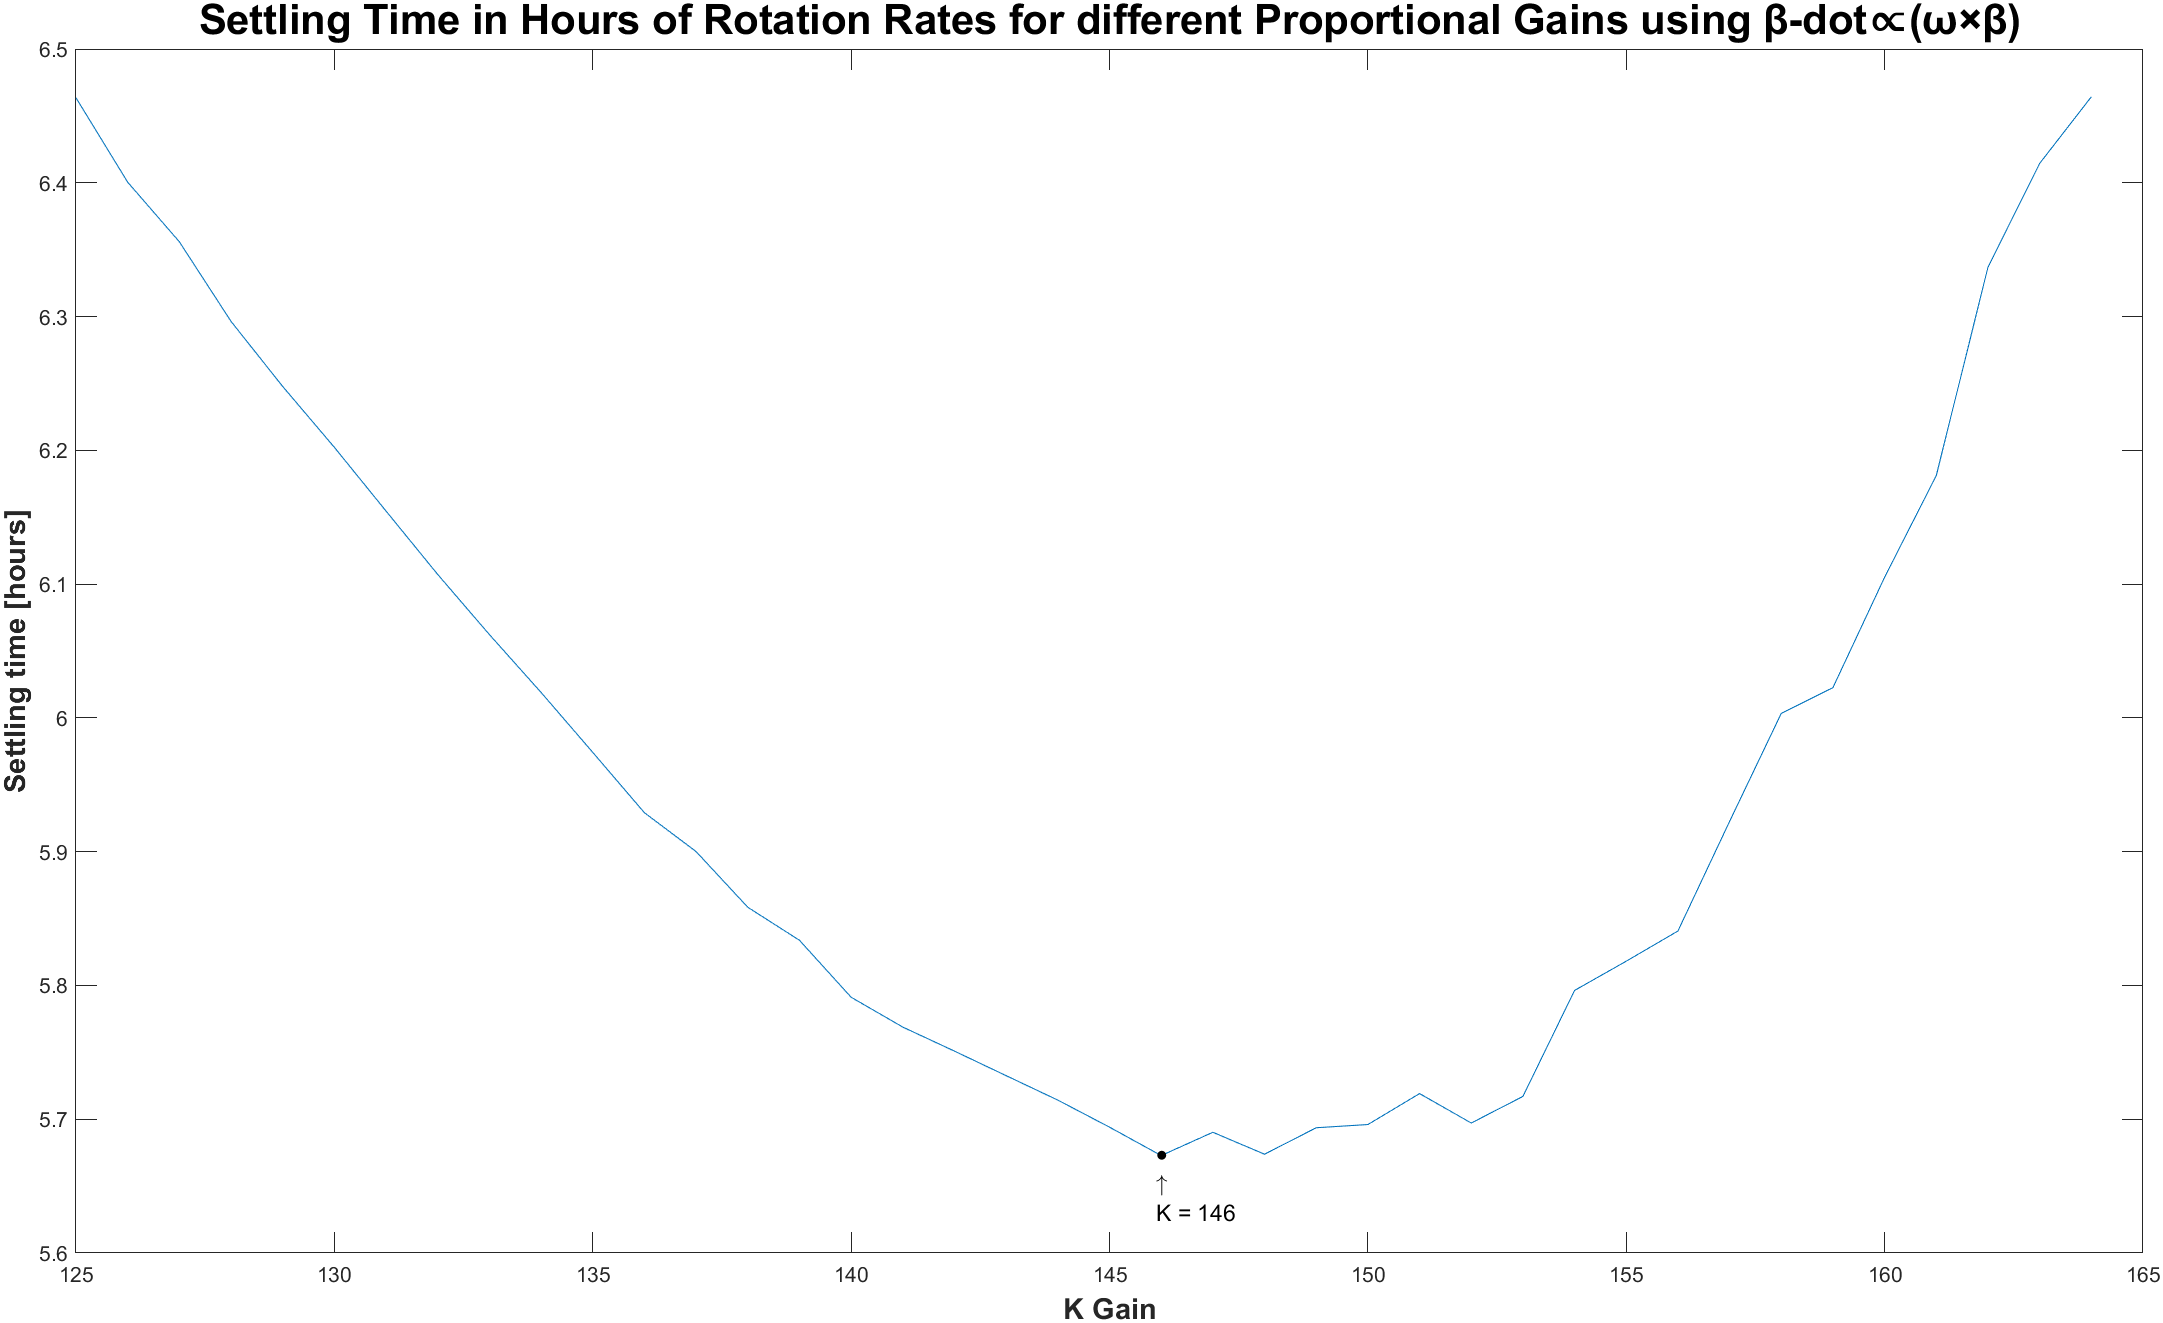 Settling Time in Hours of Rotation Rates for different Proportional Gains using β-dot∝(ω×β)
6.5
6.4
6.3
6.2
6.1
6
5.9
5.8
5.7
5.6
Settling time [hours]
↑
K = 146
125 130 135 140 145 150 155 160 165
K Gain